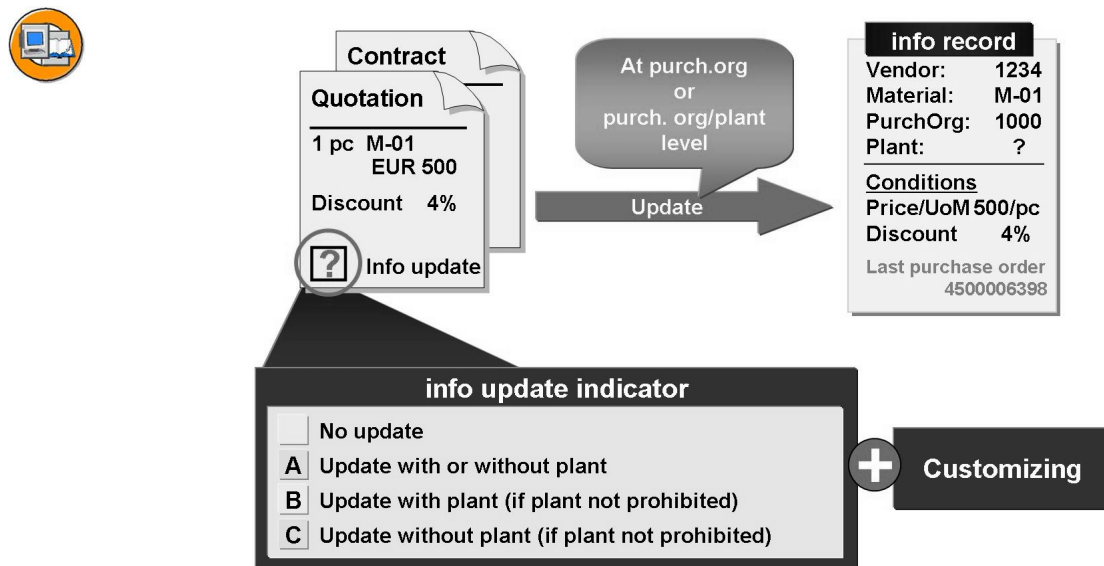 Contract
Quotation
1 pc M-01
EUR 500
Discount 4%
? Info update
At purch.org
or
purch. org/plant
level
Update
info record
Vendor: 1234
Material: M-01
PurchOrg: 1000
Plant: ?
Conditions
Price/UoM 500/pc
Discount 4%
Last purchase order
4500006398
info update indicator
No update
A Update with or without plant
B Update with plant (if plant not prohibited)
C Update without plant (if plant not prohibited)
+ Customizing